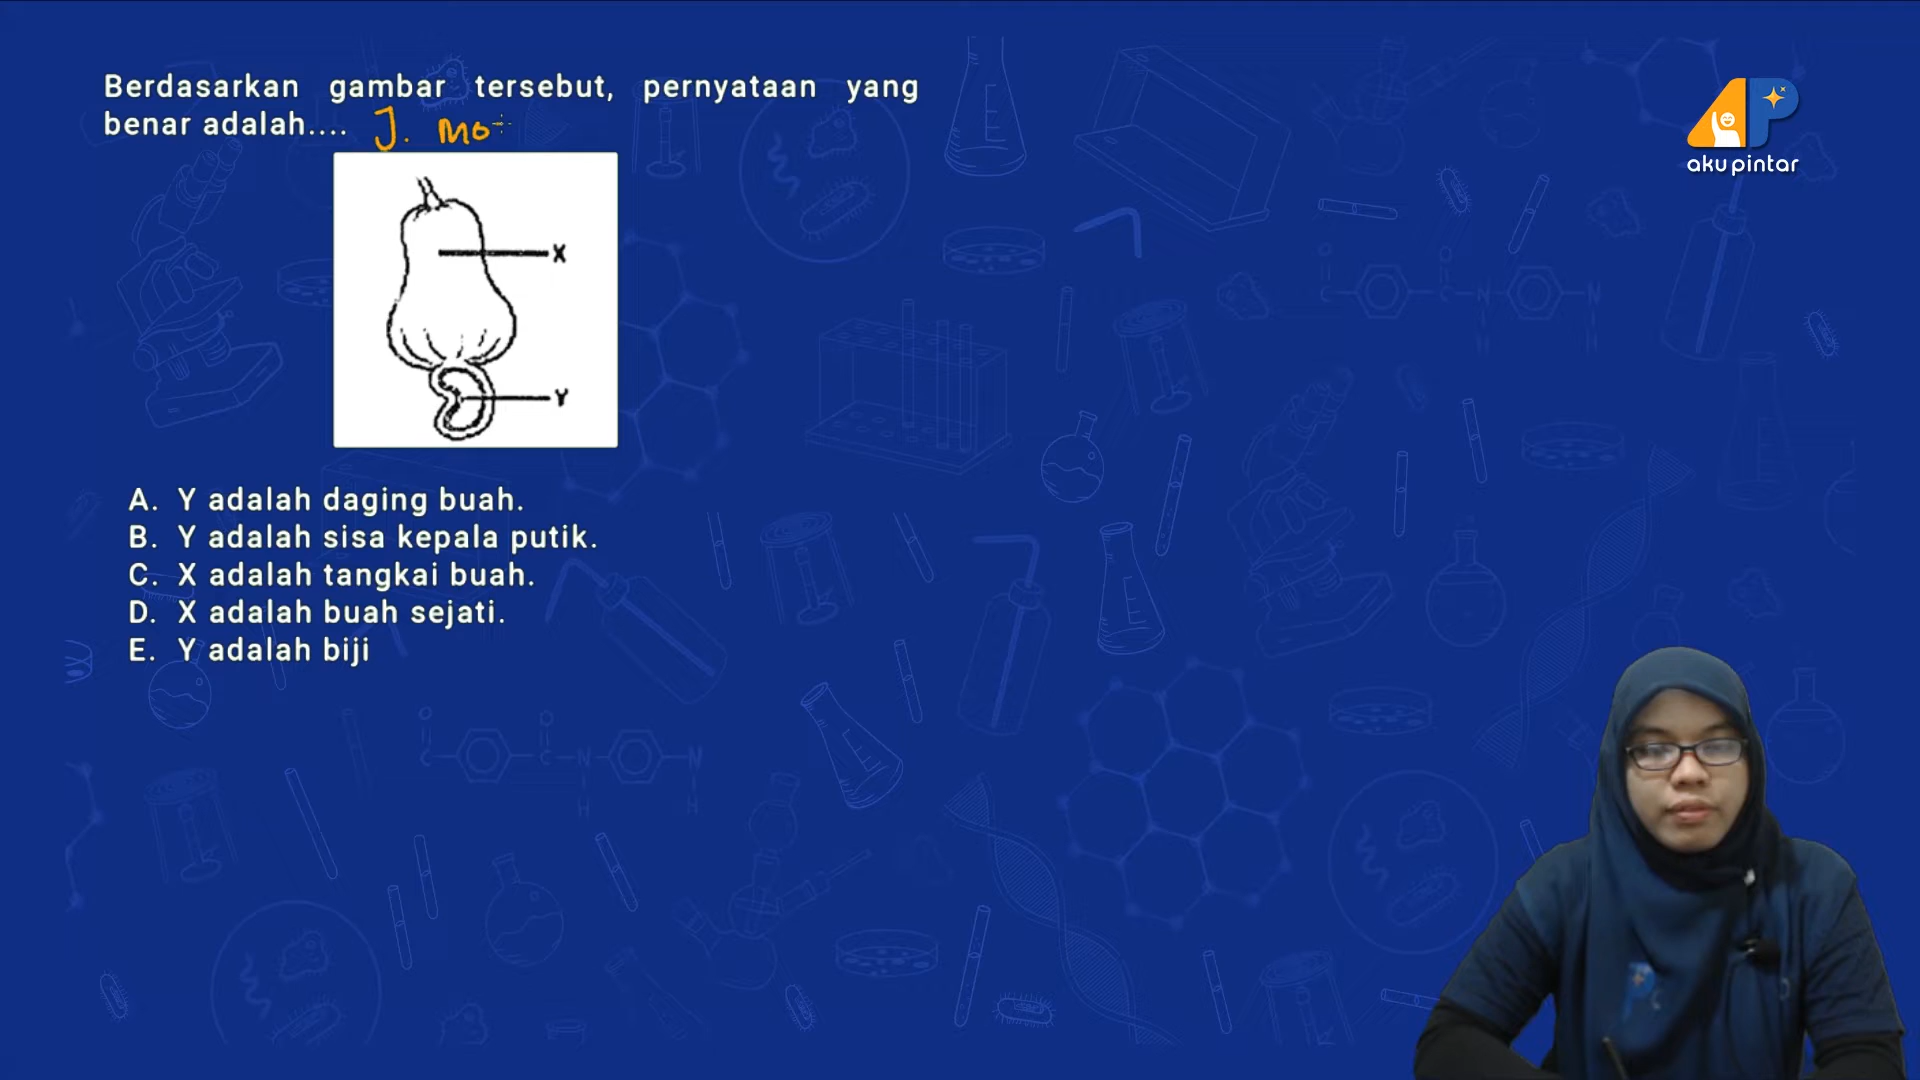 Berdasarkan gambar tersebut, pernyataan yang
benar adalah.... J. Mo
X
Y
A. Y adalah daging buah.
B. Y adalah sisa kepala putik.
C. X adalah tangkai buah.
D. X adalah buah sejati.
E. Y adalah biji
AP
aku pintar